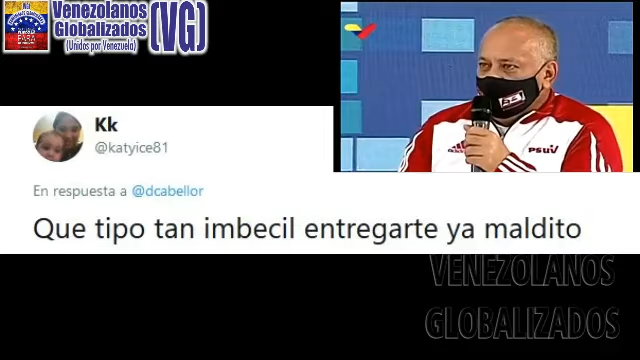 Venezolanos
Globalizados
(Unidos por Venezuela)
(VG)
PSUV
Kk
@katyice81
En respuesta a @dcabellor
Que tipo tan imbecil entregarte ya maldito
VENEZOLANOS
GLOBALIZADOS